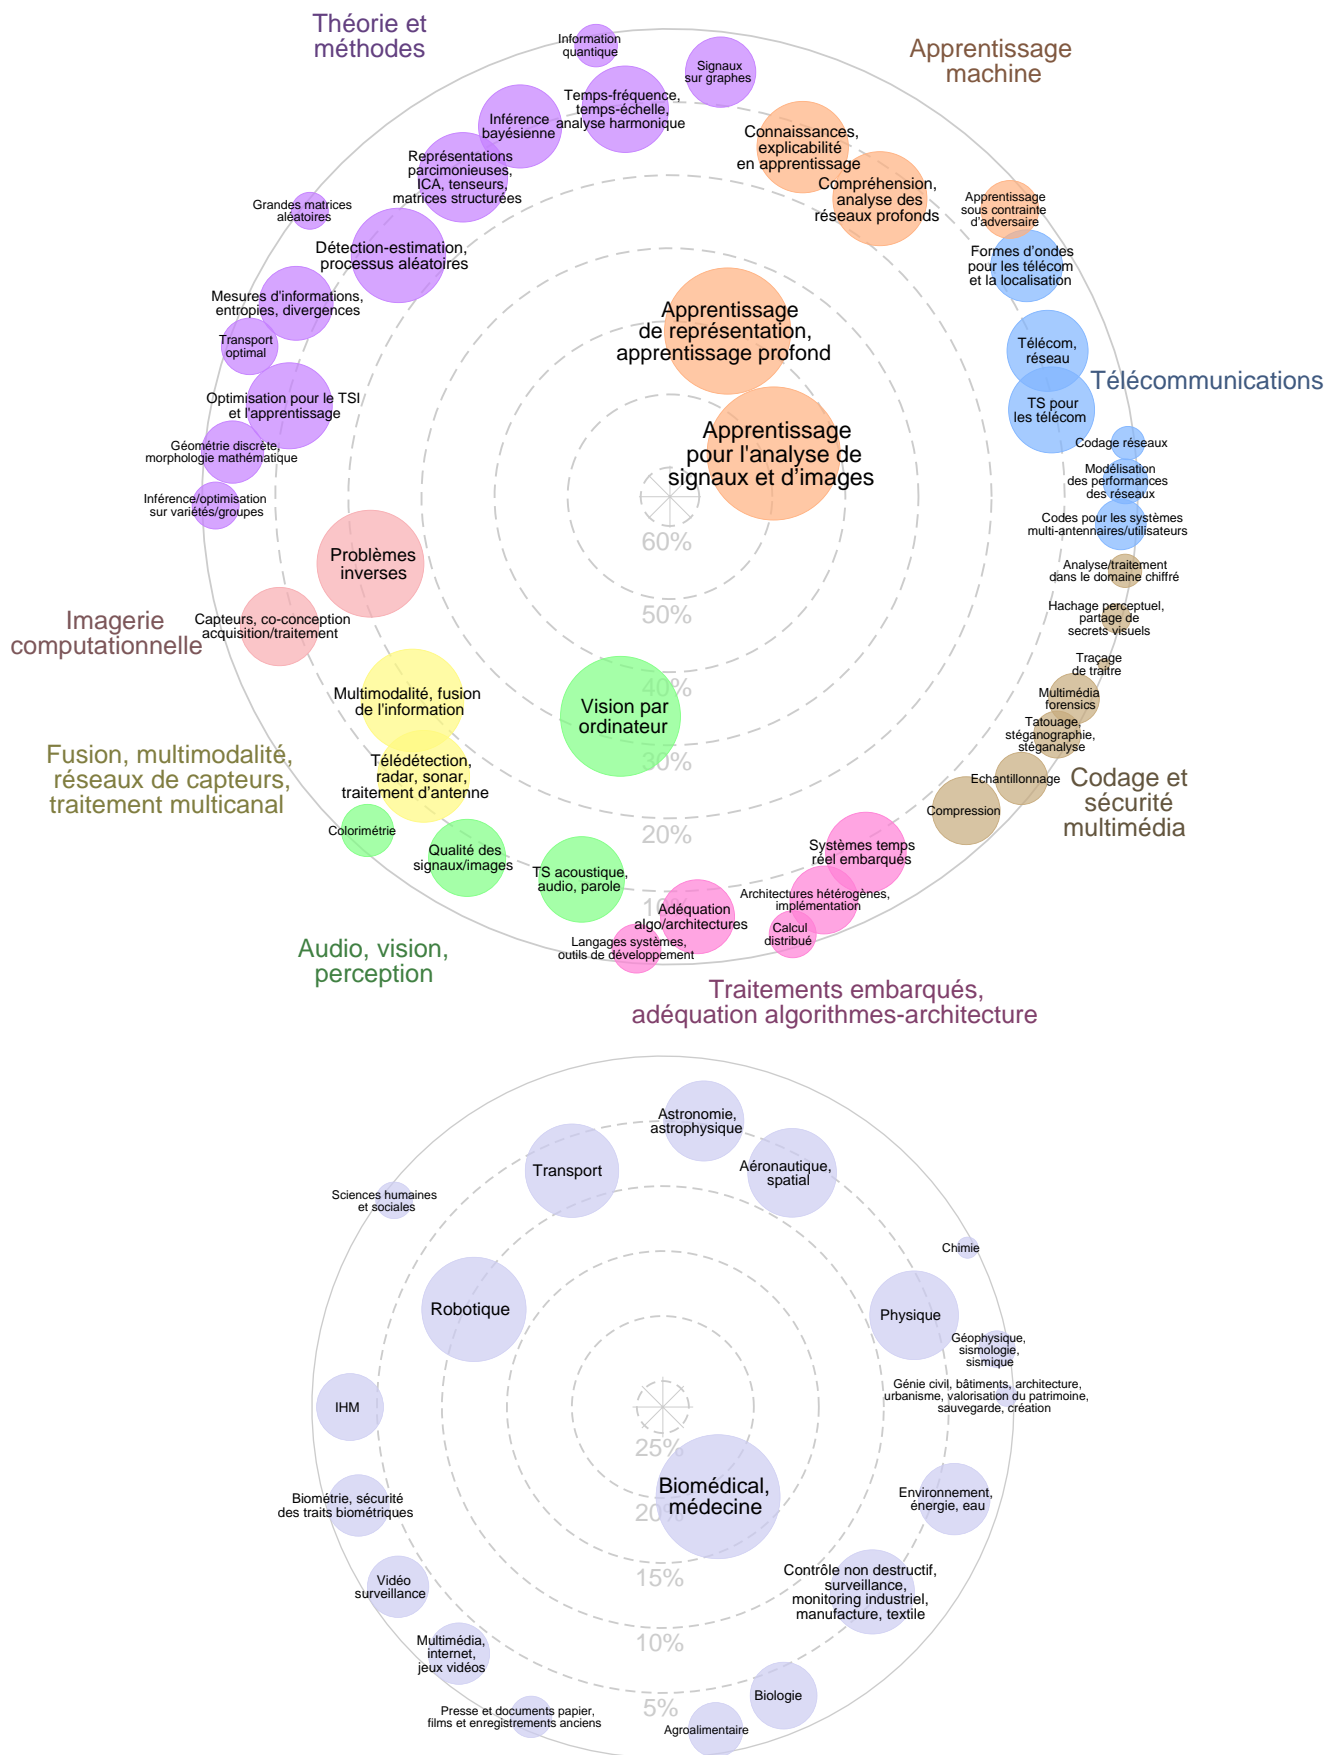 Théorie et
méthodes
Information
quantique
Signaux
sur graphes
Apprentissage
machine
Temps-fréquence,
temps-échelle,
analyse harmonique
Inférence
bayésienne
Connaissances,
explicabilité
en apprentissage
Représentations
parcimonieuses,
ICA, tenseurs,
matrices structurées
Compréhension,
analyse des
réseaux profonds
Grandes matrices
aléatoires
Apprentissage
sous contrainte
d'adversaire
Détection-estimation,
processus aléatoires
Formes d'ondes
pour les télécom
et la localisation
Mesures d'informations,
entropies, divergences
Apprentissage
de représentation,
apprentissage profond
Transport
optimal
Télécom,
réseau
Télécommunications
Optimisation pour le TSI
et l'apprentissage
TS pour
les télécom
Apprentissage
pour l'analyse de
signaux et d'images
Géométrie discrète,
morphologie mathématique
Codage réseaux
Modélisation
des performances
des réseaux
Inférence/optimisation
sur variétés/groupes
Codes pour les systèmes
multi-antennaires/utilisateurs
60%
Problèmes
inverses
Analyse/traitement
dans le domaine chiffré
50%
Hachage perceptuel,
partage de
secrets visuels
Imagerie
computationnelle
Capteurs, co-conception
acquisition/traitement
Traçage
de traitre
40%
Multimodalité, fusion
de l'information
Vision par
ordinateur
Multimédia
forensics
Tatouage,
stéganographie,
stéganalyse
30%
Fusion, multimodalité,
réseaux de capteurs,
traitement multicanal
Télédétection,
radar, sonar,
traitement d'antenne
Echantillonnage
Codage et
sécurité
multimédia
Compression
20%
Colorimétrie
Qualité des
signaux/images
Systèmes temps
réel embarqués
TS acoustique,
audio, parole
Architectures hétérogènes,
implémentation
10%
Adéquation
algo/architectures
Calcul
distribué
Langages systèmes,
outils de développement
Audio, vision,
perception
Traitements embarqués,
adéquation algorithmes-architecture
Astronomie,
astrophysique
Transport
Aéronautique,
spatial
Sciences humaines
et sociales
Chimie
Robotique
Physique
Géophysique,
sismologie,
sismique
Génie civil, bâtiments, architecture,
urbanisme, valorisation du patrimoine,
sauvegarde, création
IHM
25%
Biomédical,
médecine
20%
Environnement,
énergie, eau
Biométrie, sécurité
des traits biométriques
15%
Contrôle non destructif,
surveillance,
monitoring industriel,
manufacture, textile
Vidéo
surveillance
10%
Multimédia,
internet,
jeux vidéos
Biologie
5%
Presse et documents papier,
films et enregistrements anciens
Agroalimentaire